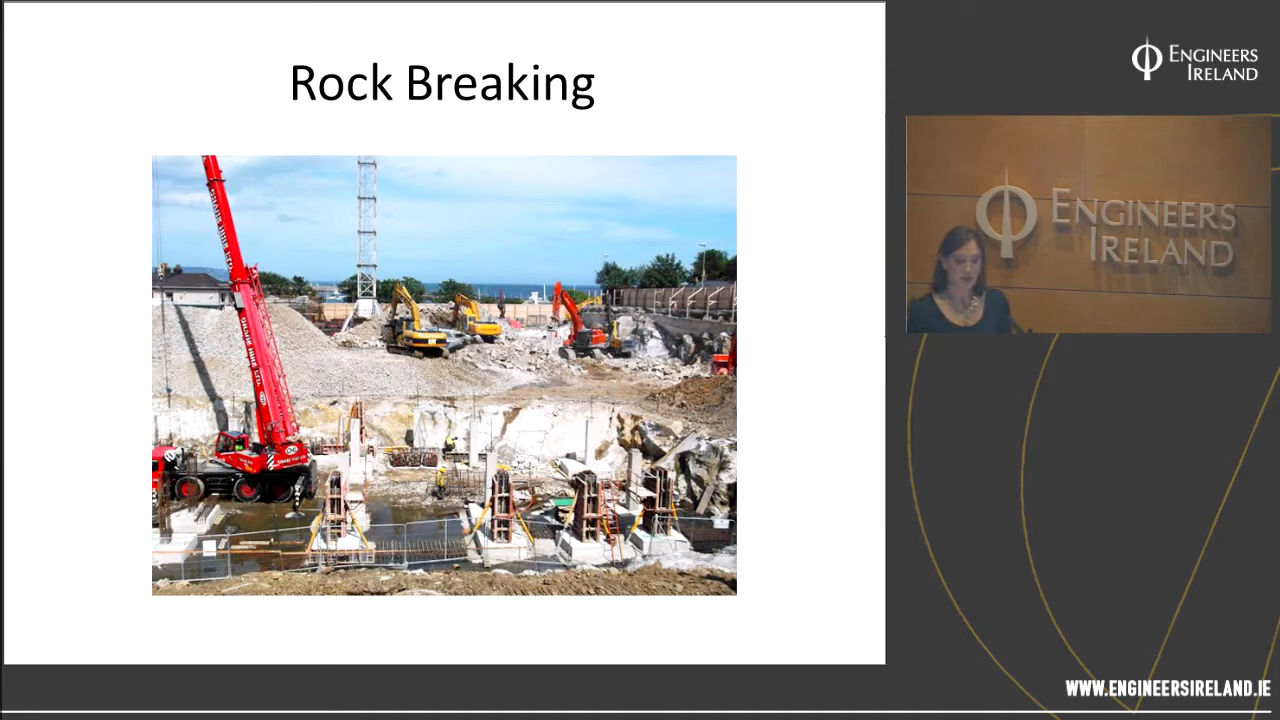 Rock Breaking
ENGINEERS
IRELAND
ENGINEERS
IRELAND
WWW.ENGINEERSIRELAND.IE